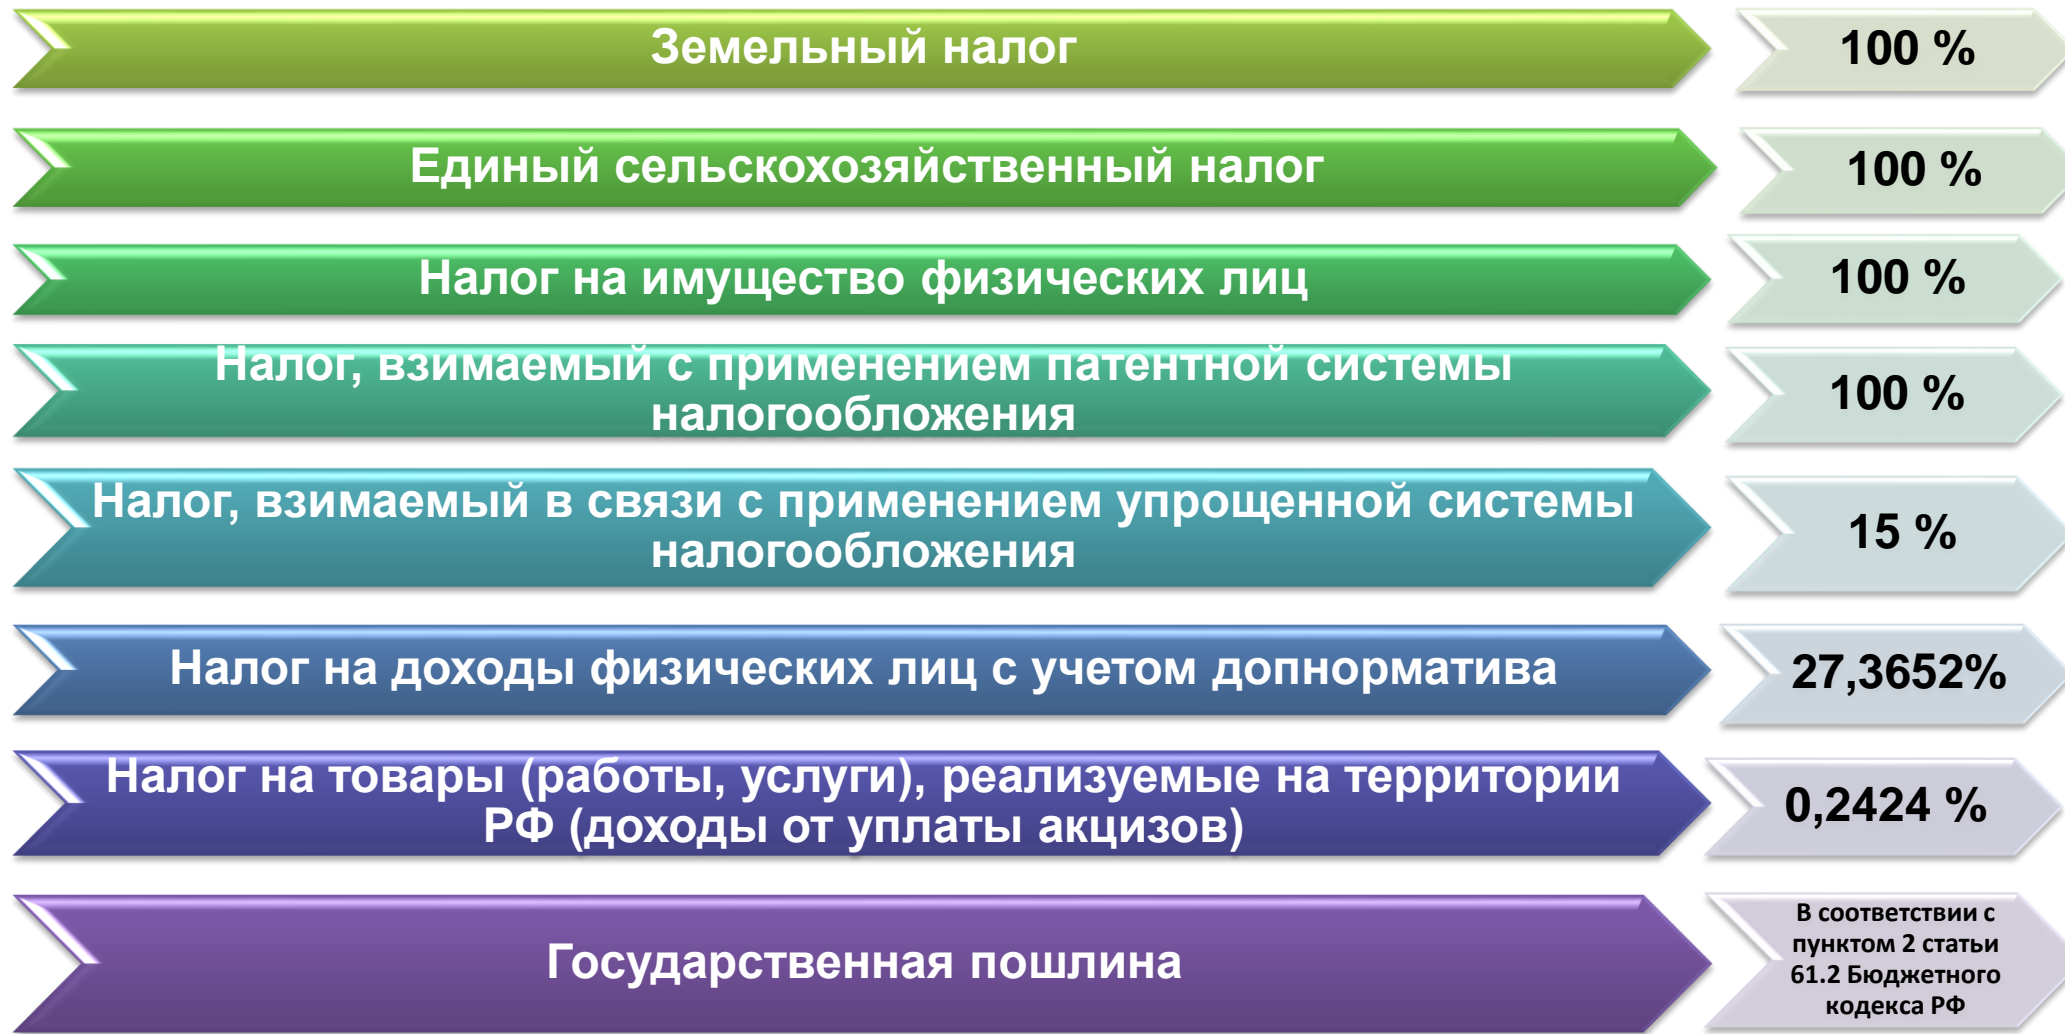 Земельный налог
100 %
Единый сельскохозяйственный налог
100 %
Налог на имущество физических лиц
100 %
Налог, взимаемый с применением патентной системы
налогообложения
100 %
Налог, взимаемый в связи с применением упрощенной системы
налогообложения
15 %
Налог на доходы физических лиц с учетом допнорматива
27,3652%
Налог на товары (работы, услуги), реализуемые на территории
РФ (доходы от уплаты акцизов)
0,2424 %
Государственная пошлина
В соответствии с
пунктом 2 статьи
61.2 Бюджетного
кодекса РФ